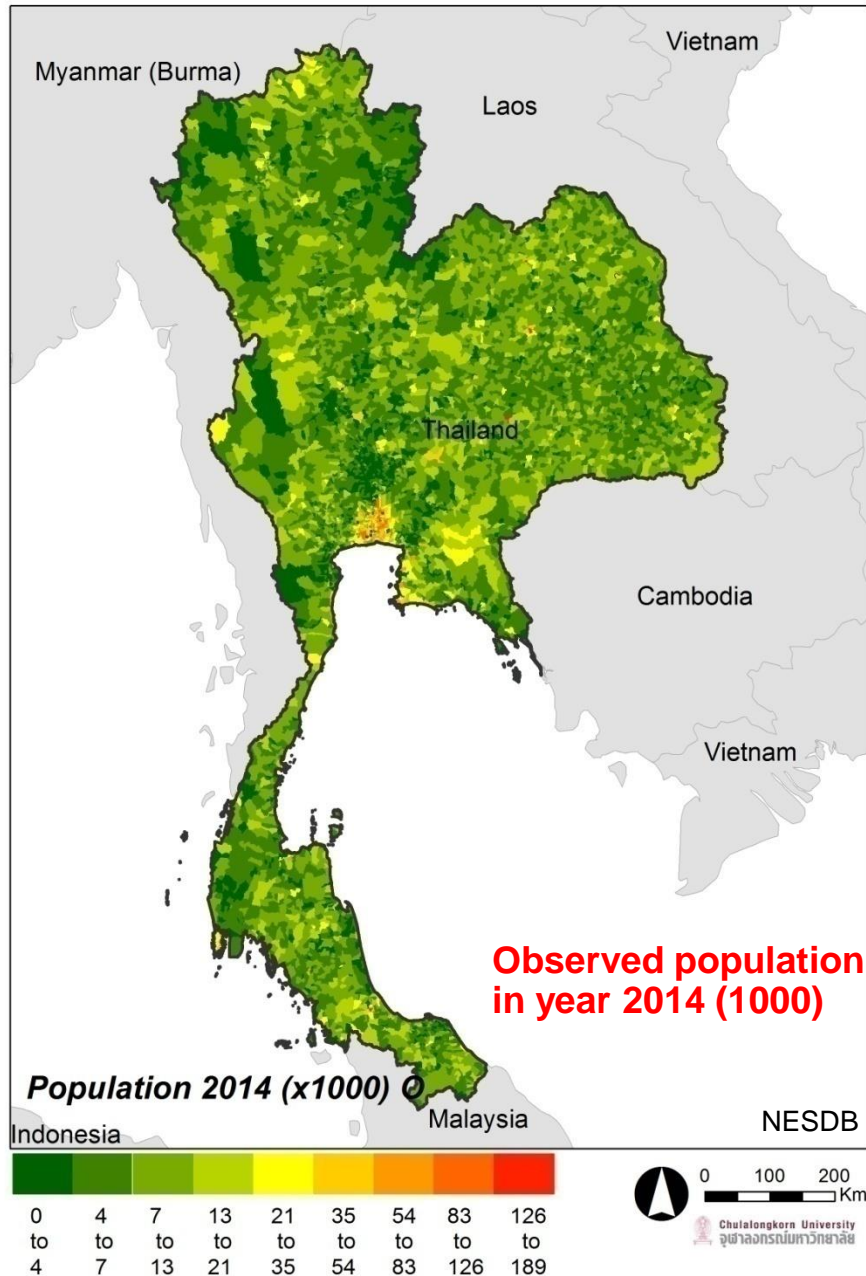 Vietnam
Myanmar (Burma)
Laos
Thailand
Cambodia
Vietnam
Observed population
in year 2014 (1000)
Population 2014 (x1000) O
Malaysia
Indonesia
NESDB
0 4 7 13 21 35 54 83 126
to to to to to to to to to
4 7 13 21 35 54 83 126 189
0 100 200
Km
Chulalongkorn University
จุฬาลงกรณ์มหาวิทยาลัย